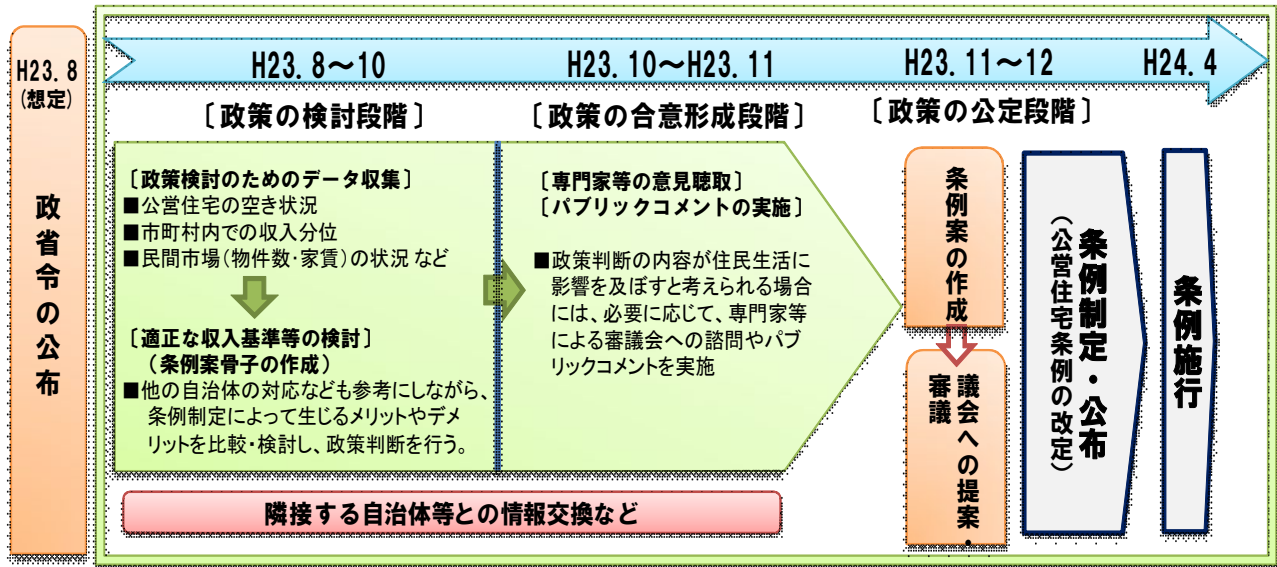 H23.8
(想定)
政省令の公布
H23.8～10
H23.10～H23.11
H23.11～12
H24.4
［政策の検討段階］
［政策の合意形成段階］
［政策の公定段階］
［政策検討のためのデータ収集］
■公営住宅の空き状況
■市町村内での収入分位
■民間市場(物件数・家賃)の状況 など
［適正な収入基準等の検討］
（条例案骨子の作成）
■他の自治体の対応なども参考にしながら、
条例制定によって生じるメリットやデメ
リットを比較・検討し、政策判断を行う。
［専門家等の意見聴取］
［パブリックコメントの実施］
■政策判断の内容が住民生活に
影響を及ぼすと考えられる場合
には、必要に応じて、専門家等
による審議会への諮問やパブ
リックコメントを実施
隣接する自治体等との情報交換など
条例案の作成
議会への提案・
審議
条例制定・公布
（公営住宅条例の改定）
条例施行